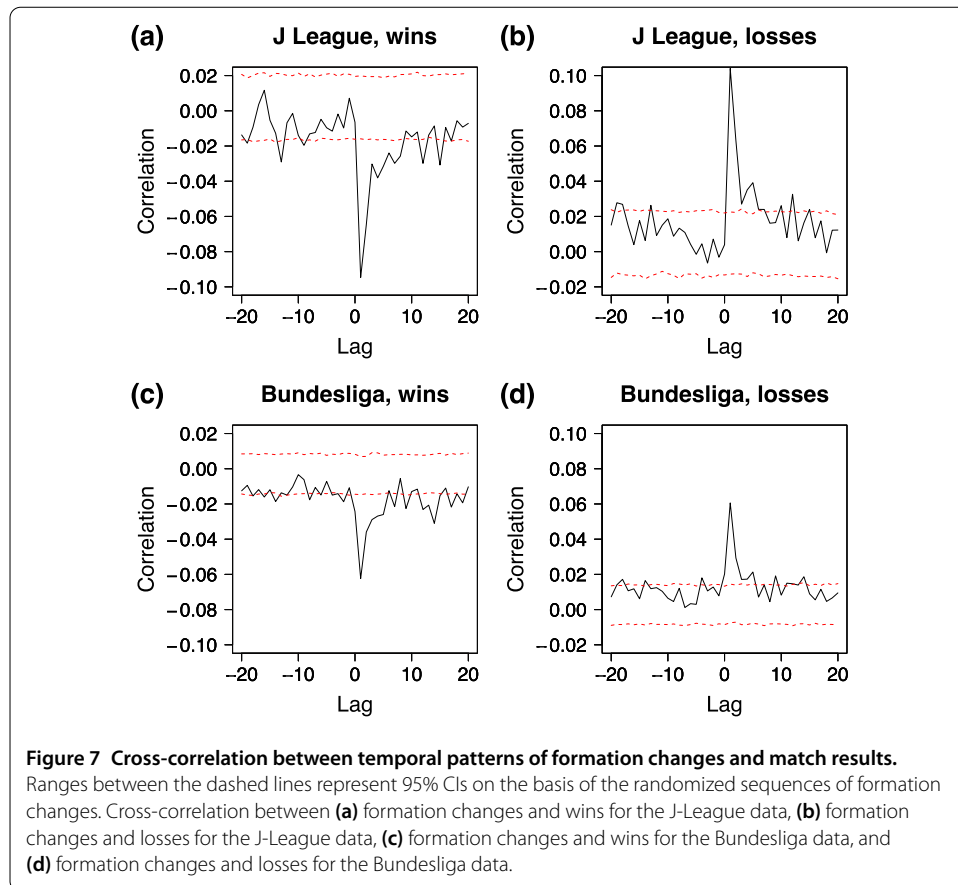 (a) J League, wins
0.02
0.00
−0.02
−0.04
−0.06
−0.08
−0.10
Correlation
−20 −10 0 10 20
Lag
(b) J League, losses
0.10
0.08
0.06
0.04
0.02
0.00
−0.02
Correlation
−20 −10 0 10 20
Lag
(c) Bundesliga, wins
0.02
0.00
−0.02
−0.04
−0.06
−0.08
−0.10
Correlation
−20 −10 0 10 20
Lag
(d) Bundesliga, losses
0.10
0.08
0.06
0.04
0.02
0.00
−0.02
Correlation
−20 −10 0 10 20
Lag
Figure 7 Cross-correlation between temporal patterns of formation changes and match results.
Ranges between the dashed lines represent 95% CIs on the basis of the randomized sequences of formation
changes. Cross-correlation between (a) formation changes and wins for the J-League data, (b) formation
changes and losses for the J-League data, (c) formation changes and wins for the Bundesliga data, and
(d) formation changes and losses for the Bundesliga data.